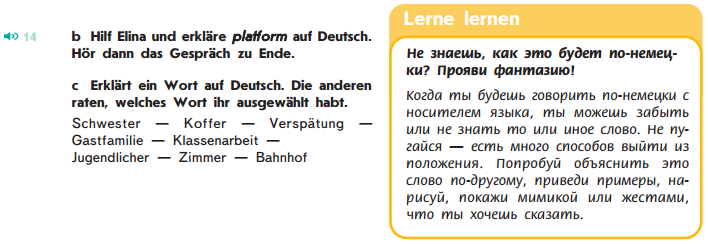 14
b Hilf Elina und erkläre platform auf Deutsch.
Hör dann das Gespräch zu Ende.
c Erklärt ein Wort auf Deutsch. Die anderen
raten, welches Wort ihr ausgewählt habt.
Schwester — Koffer — Verspätung —
Gastfamilie — Klassenarbeit —
Jugendlicher — Zimmer — Bahnhof
Lerne lernen
Не знаешь, как это будет по-немец-
ки? Прояви фантазию!
Когда ты будешь говорить по-немецки с
носителем языка, ты можешь забыть
или не знать то или иное слово. Не пу-
гайся — есть много способов выйти из
положения. Попробуй объяснить это
слово по-другому, приведи примеры, на-
рисуй, покажи мимикой или жестами,
что ты хочешь сказать.